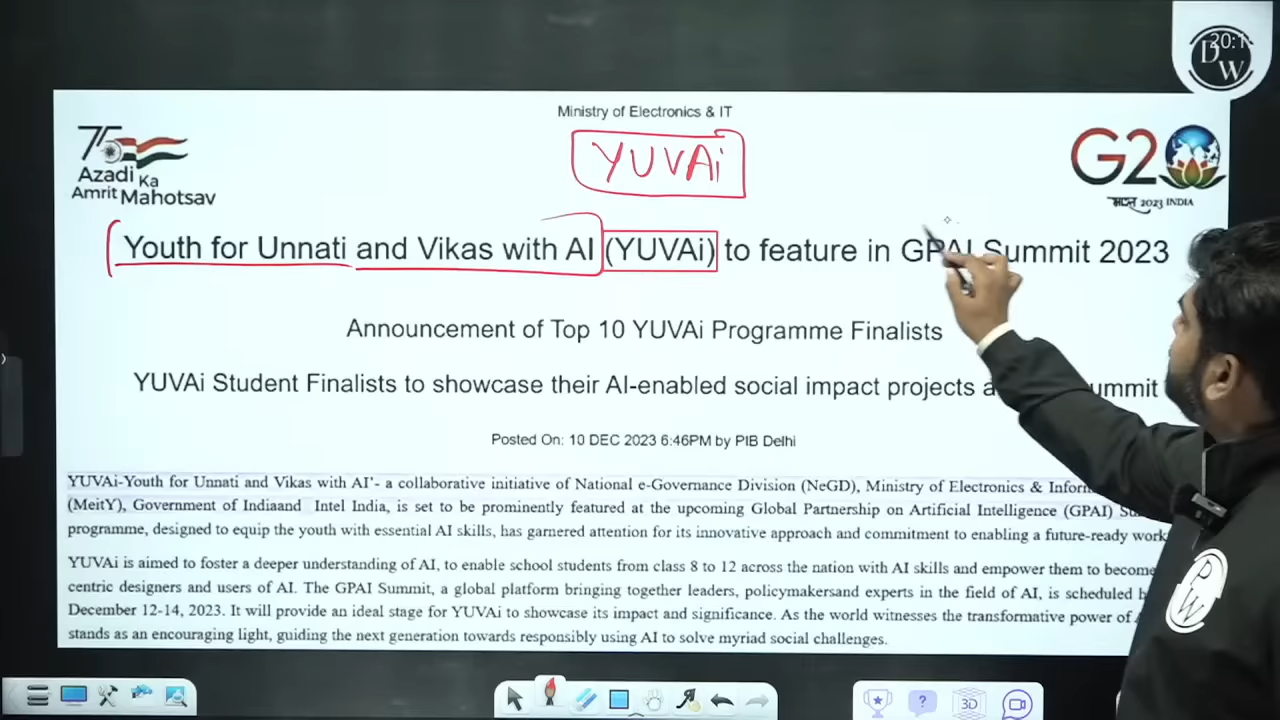 20:1
PW
Ministry of Electronics & IT
YUVAi
75
Azadi Ka
Amrit Mahotsav
G20
भारत 2023 INDIA
Youth for Unnati and Vikas with AI (YUVAi) to feature in GPAI Summit 2023
Announcement of Top 10 YUVAi Programme Finalists
YUVAi Student Finalists to showcase their AI-enabled social impact projects
Posted On: 10 DEC 2023 6:46PM by PIB Delhi
YUVAi-Youth for Unnati and Vikas with AI'- a collaborative initiative of National e-Governance Division (NeGD), Ministry of Electronics &
(MeitY), Government of Indiaand Intel India, is set to be prominently featured at the upcoming Global Partnership on Artificial Intelligence (GPAI)
programme, designed to equip the youth with essential AI skills, has garnered attention for its innovative approach and commitment to enabling a future-ready work
YUVAi is aimed to foster a deeper understanding of AI, to enable school students from class 8 to 12 across the nation with AI skills and empower them to become
centric designers and users of AI. The GPAI Summit, a global platform bringing together leaders, policymakersand experts in the field of AI, is scheduled
December 12-14, 2023. It will provide an ideal stage for YUVAi to showcase its impact and significance. As the world witnesses the transformative power of
stands as an encouraging light, guiding the next generation towards responsibly using AI to solve myriad social challenges.
PW
?
3D